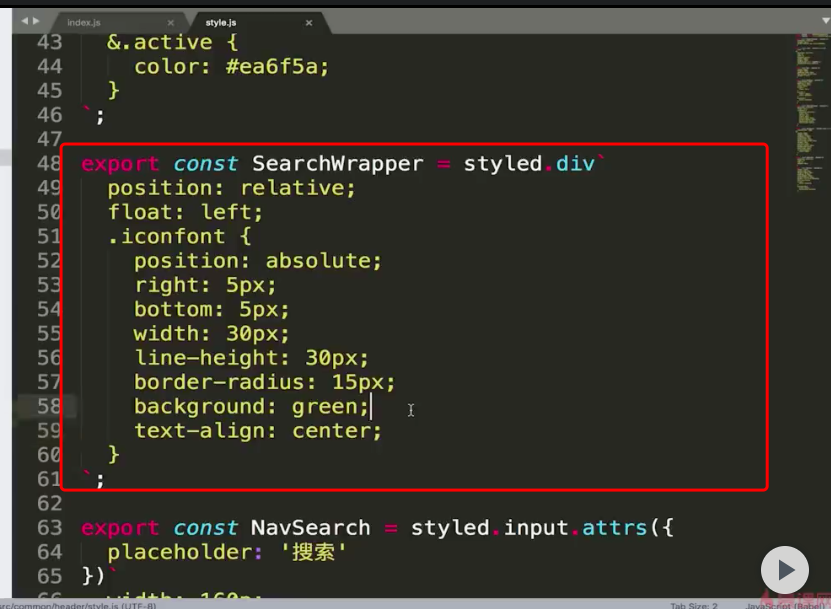 index.js × style.js ×
43 &.active {
44 color: #ea6f5a;
45 }
46 `;
47
48 export const SearchWrapper = styled.div`
49 position: relative;
50 float: left;
51 .iconfont {
52 position: absolute;
53 right: 5px;
54 bottom: 5px;
55 width: 30px;
56 line-height: 30px;
57 border-radius: 15px;
58 background: green;
59 text-align: center;
60 }
61 `;
62
63 export const NavSearch = styled.input.attrs({
64 placeholder: '搜索'
65 })`
66 width: 160p;
src/common/header/style.js (UTF-8) Tab Size: 2 JavaScript (Babel)